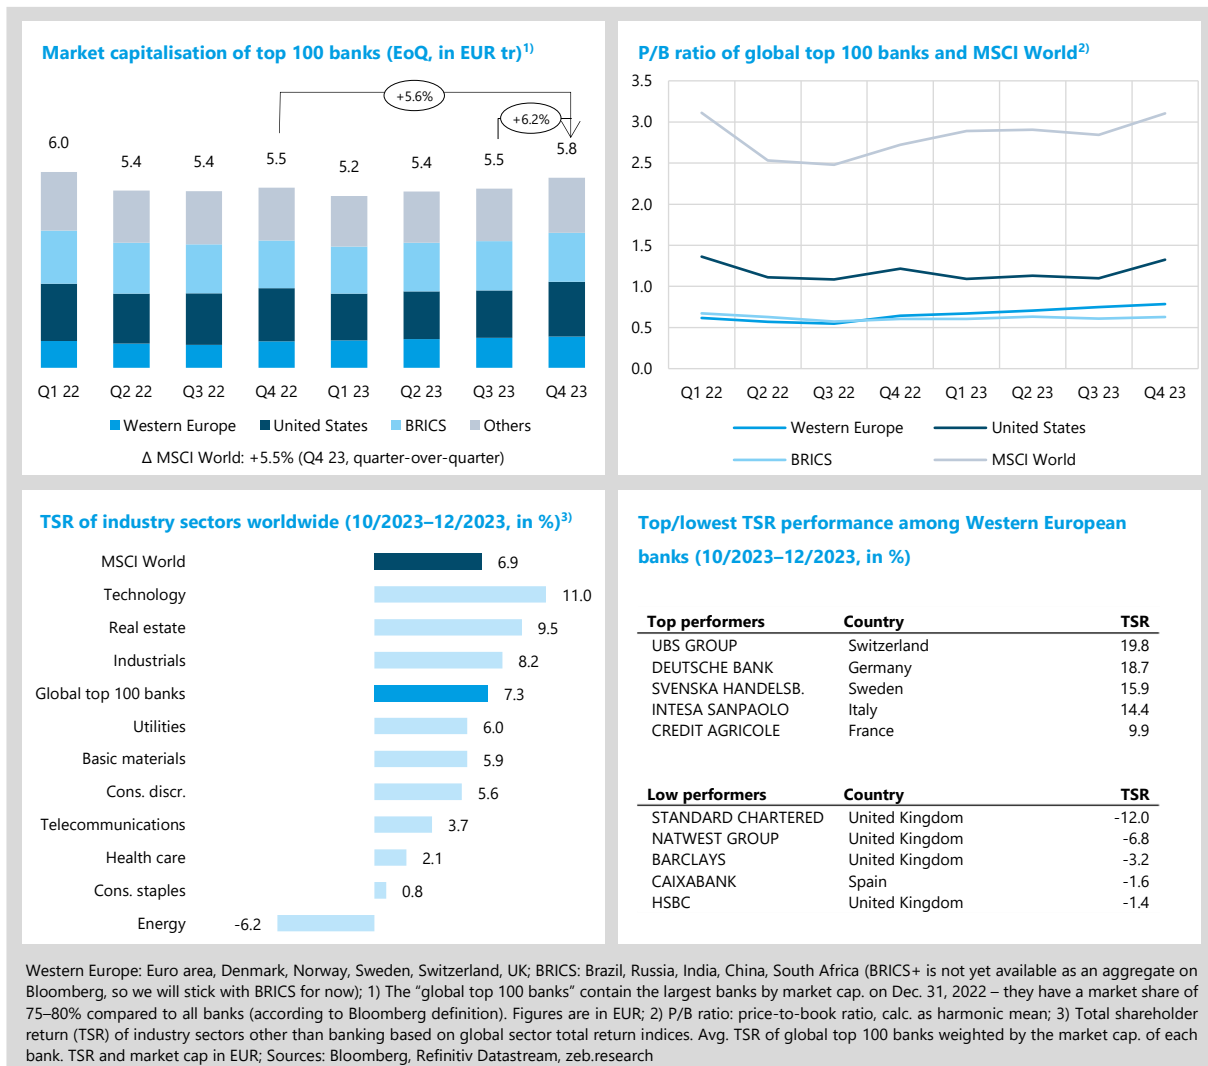 Market capitalisation of top 100 banks (EoQ, in EUR tr)1)
+5.6%
+6.2%
6.0
5.4
5.4
5.5
5.2
5.4
5.5
5.8
Q1 22
Q2 22
Q3 22
Q4 22
Q1 23
Q2 23
Q3 23
Q4 23
Western Europe
United States
BRICS
Others
Δ MSCI World: +5.5% (Q4 23, quarter-over-quarter)
P/B ratio of global top 100 banks and MSCI World2)
3.5
3.0
2.5
2.0
1.5
1.0
0.5
0.0
Q1 22
Q2 22
Q3 22
Q4 22
Q1 23
Q2 23
Q3 23
Q4 23
Western Europe
United States
BRICS
MSCI World
TSR of industry sectors worldwide (10/2023–12/2023, in %)3)
MSCI World 6.9
Technology 11.0
Real estate 9.5
Industrials 8.2
Global top 100 banks 7.3
Utilities 6.0
Basic materials 5.9
Cons. discr. 5.6
Telecommunications 3.7
Health care 2.1
Cons. staples 0.8
Energy -6.2
Top/lowest TSR performance among Western European
banks (10/2023–12/2023, in %)
Top performers Country TSR
UBS GROUP Switzerland 19.8
DEUTSCHE BANK Germany 18.7
SVENSKA HANDELSB. Sweden 15.9
INTESA SANPAOLO Italy 14.4
CREDIT AGRICOLE France 9.9
Low performers Country TSR
STANDARD CHARTERED United Kingdom -12.0
NATWEST GROUP United Kingdom -6.8
BARCLAYS United Kingdom -3.2
CAIXABANK Spain -1.6
HSBC United Kingdom -1.4
Western Europe: Euro area, Denmark, Norway, Sweden, Switzerland, UK; BRICS: Brazil, Russia, India, China, South Africa (BRICS+ is not yet available as an aggregate on
Bloomberg, so we will stick with BRICS for now); 1) The “global top 100 banks” contain the largest banks by market cap. on Dec. 31, 2022 – they have a market share of
75–80% compared to all banks (according to Bloomberg definition). Figures are in EUR; 2) P/B ratio: price-to-book ratio, calc. as harmonic mean; 3) Total shareholder
return (TSR) of industry sectors other than banking based on global sector total return indices. Avg. TSR of global top 100 banks weighted by the market cap. of each
bank. TSR and market cap in EUR; Sources: Bloomberg, Refinitiv Datastream, zeb.research